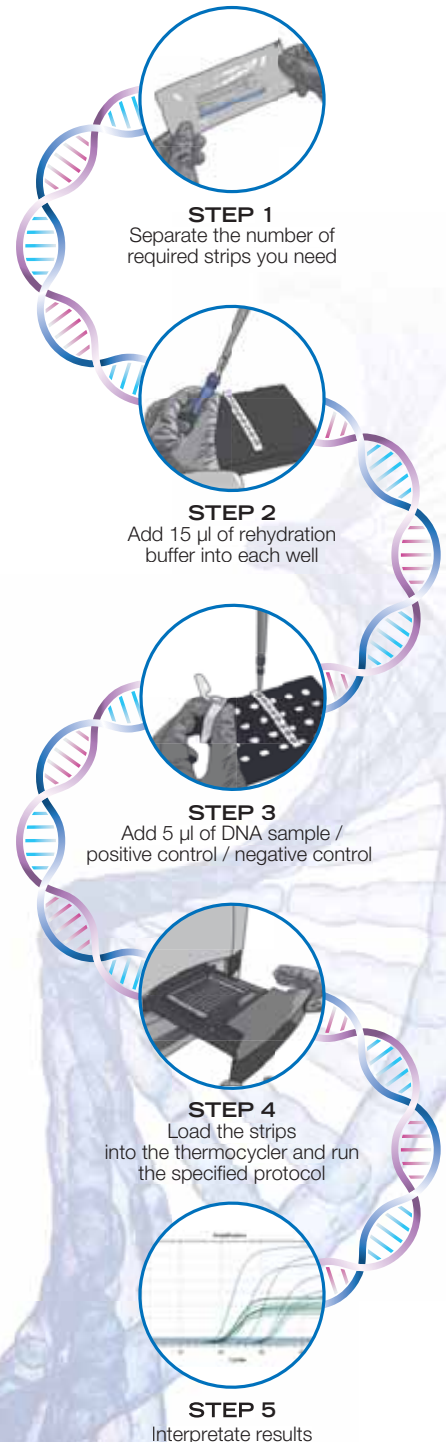 STEP 1
Separate the number of
required strips you need
STEP 2
Add 15 µl of rehydration
buffer into each well
STEP 3
Add 5 µl of DNA sample /
positive control / negative control
STEP 4
Load the strips
into the thermocycler and run
the specified protocol
Amplification
Cycles
STEP 5
Interpretate results